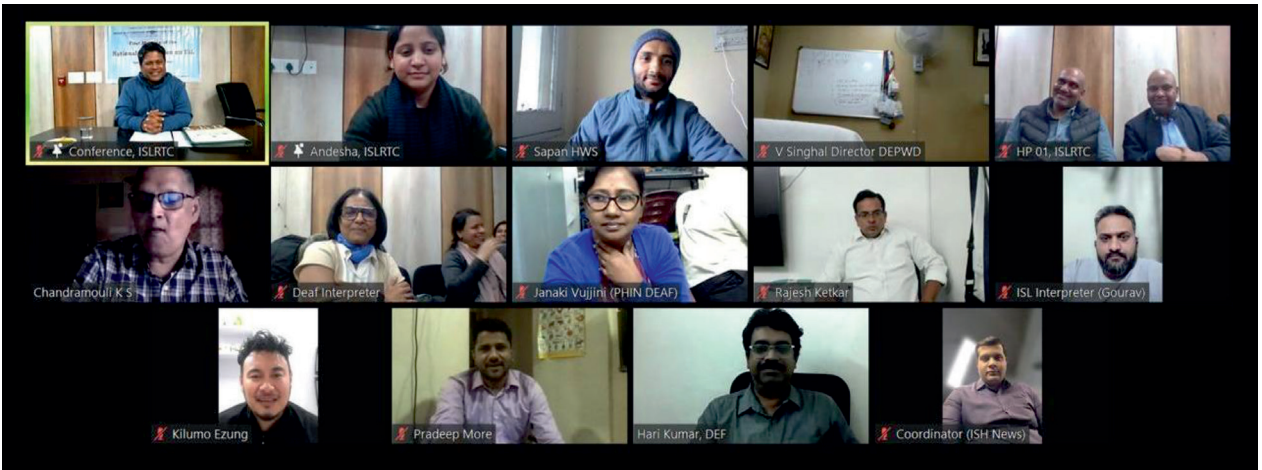 Conference, ISLRTC
Andesha, ISLRTC
Sapan HWS
V Singhal Director DEPWD
HP 01, ISLRTC
Chandramouli K S
Deaf Interpreter
Janaki Vujjini (PHIN DEAF)
Rajesh Ketkar
ISL Interpreter (Gourav)
Kilumo Ezung
Pradeep More
Hari Kumar, DEF
Coordinator (ISH News)